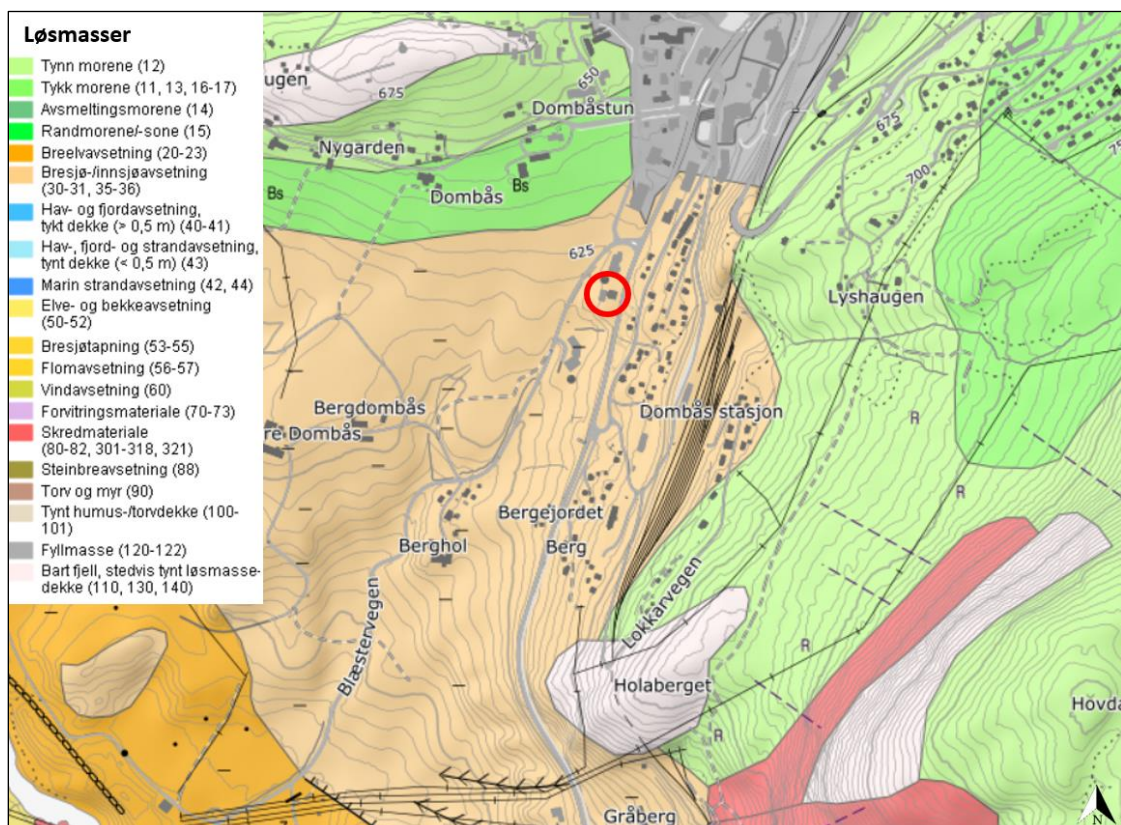 Løsmasser
Tynn morene (12)
Tykk morene (11, 13, 16-17)
Avsmeltingsmorene (14)
Randmorene/-sone (15)
Breelvavsetning (20-23)
Bresjø-/innsjøavsetning
(30-31, 35-36)
Hav- og fjordavsetning,
tykt dekke (> 0,5 m) (40-41)
Hav-, fjord- og strandavsetning,
tynt dekke (< 0,5 m) (43)
Marin strandavsetning (42, 44)
Elve- og bekkeavsetning
(50-52)
Bresjøtapning (53-55)
Flomavsetning (56-57)
Vindavsetning (60)
Forvitringsmateriale (70-73)
Skredmateriale
(80-82, 301-318, 321)
Steinbreavsetning (88)
Torv og myr (90)
Tynt humus-/torvdekke (100-
101)
Fyllmasse (120-122)
Bart fjell, stedvis tynt løsmasse-
dekke (110, 130, 140)
augen
675
650
Dombåstun
Nygarden
675
700
75
Bs
Dombås
Bs
625
Lyshaugen
Bergdombås
re Dombås
Dombås stasjon
R
R
Bergejordet
Berghol
Berg
Blæstervegen
Lokkarvegen
R
Holaberget
R
Hovda
Gråberg
N